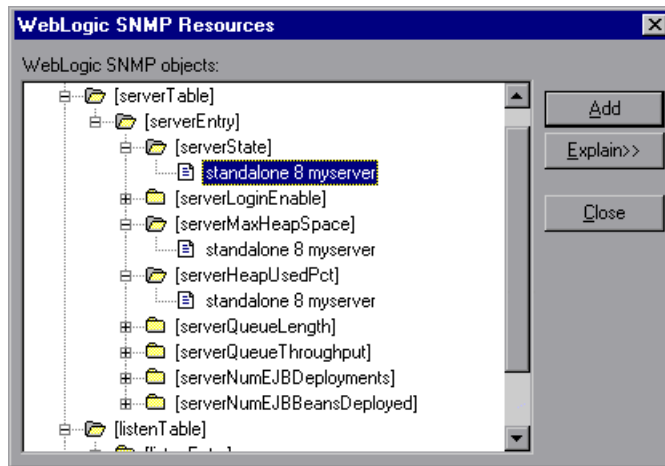 WebLogic SNMP Resources
WebLogic SNMP objects:
[serverTable]
[serverEntry]
[serverState]
standalone 8 myserver
[serverLoginEnable]
[serverMaxHeapSpace]
standalone 8 myserver
[serverHeapUsedPct]
standalone 8 myserver
[serverQueueLength]
[serverQueueThroughput]
[serverNumEJBDeployments]
[serverNumEJBBeansDeployed]
[listenTable]
Add
Explain>>
Close